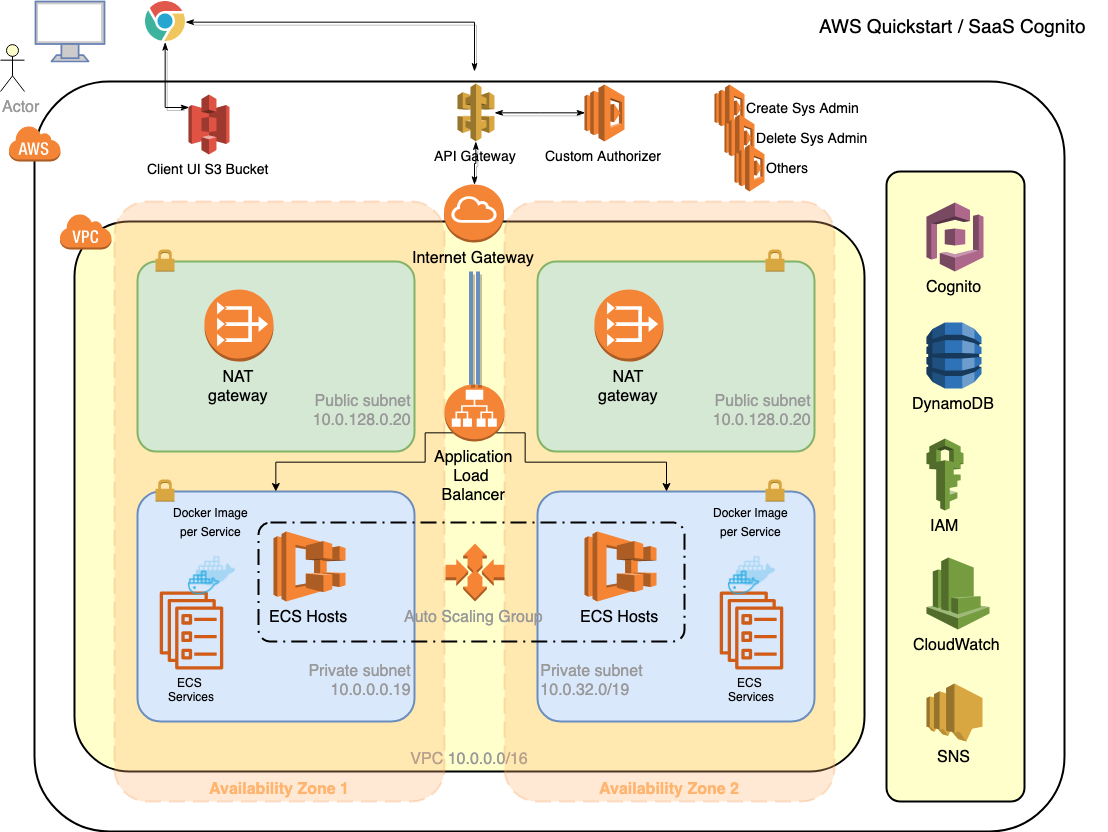 AWS Quickstart / SaaS Cognito
Actor
AWS
Client UI S3 Bucket
API Gateway
Custom Authorizer
Create Sys Admin
Delete Sys Admin
Others
VPC
Internet Gateway
NAT
gateway
Public subnet
10.0.128.0.20
NAT
gateway
Public subnet
10.0.128.0.20
Application
Load
Balancer
Docker Image
per Service
ECS Hosts
ECS
Services
Private subnet
10.0.0.0.19
Auto Scaling Group
Docker Image
per Service
ECS Hosts
ECS
Services
Private subnet
10.0.32.0/19
VPC 10.0.0.0/16
Availability Zone 1
Availability Zone 2
Cognito
DynamoDB
IAM
CloudWatch
SNS